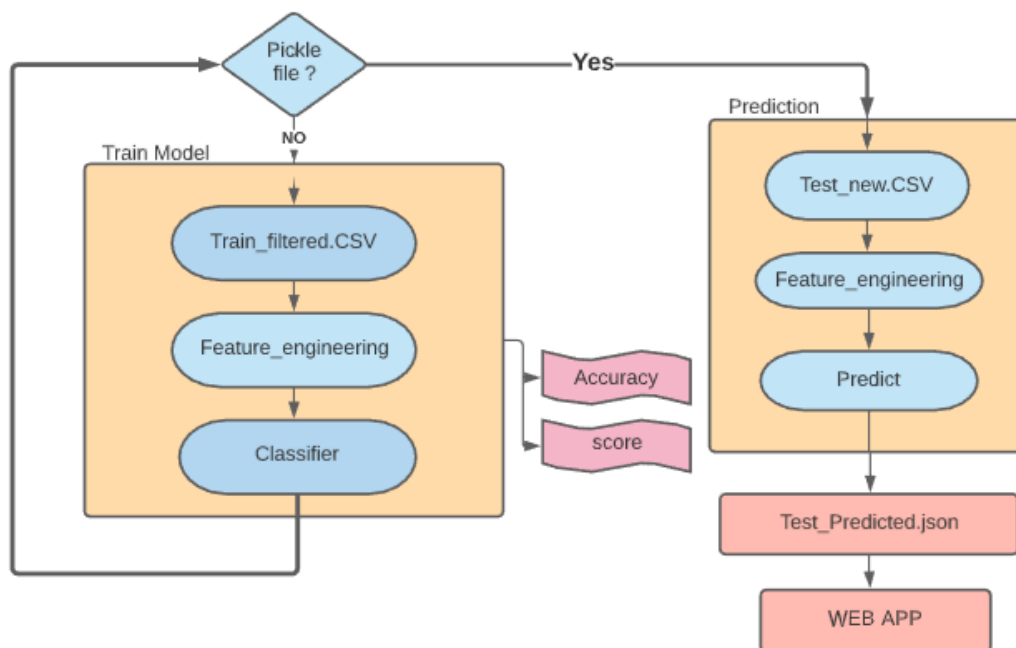 Pickle
file ?
Yes
NO
Train Model
Train_filtered.CSV
Feature_engineering
Classifier
Accuracy
score
Prediction
Test_new.CSV
Feature_engineering
Predict
Test_Predicted.json
WEB APP